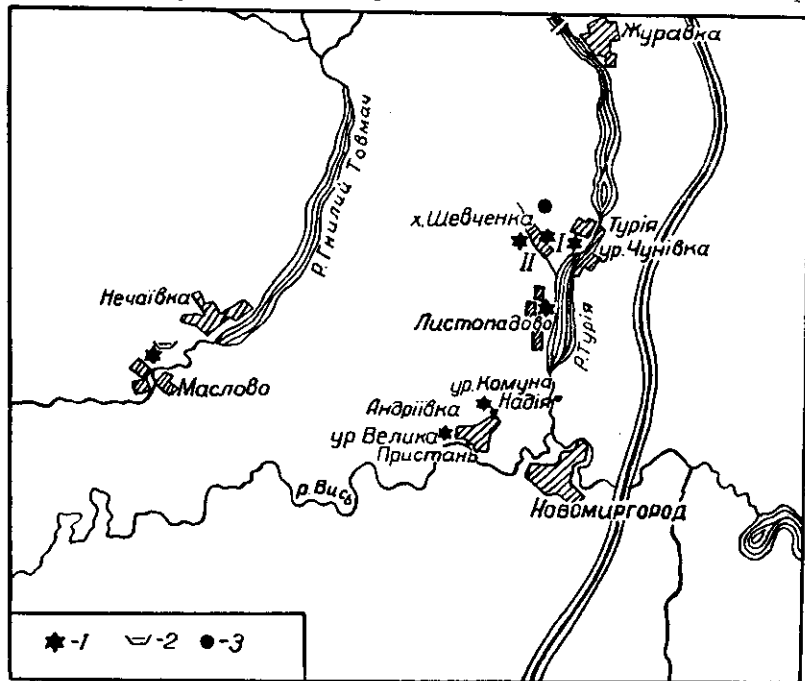 Журавка
р. Гнилий Товмач
х. Шевченка
I
Турія
ур. Чунівка
II
Нечаївка
Листопадово
р. Турія
Маслово
ур. Комуна
Надія
Андріївка
ур Велика
Пристань
р. Вись
Новомиргород
-1
-2
-3